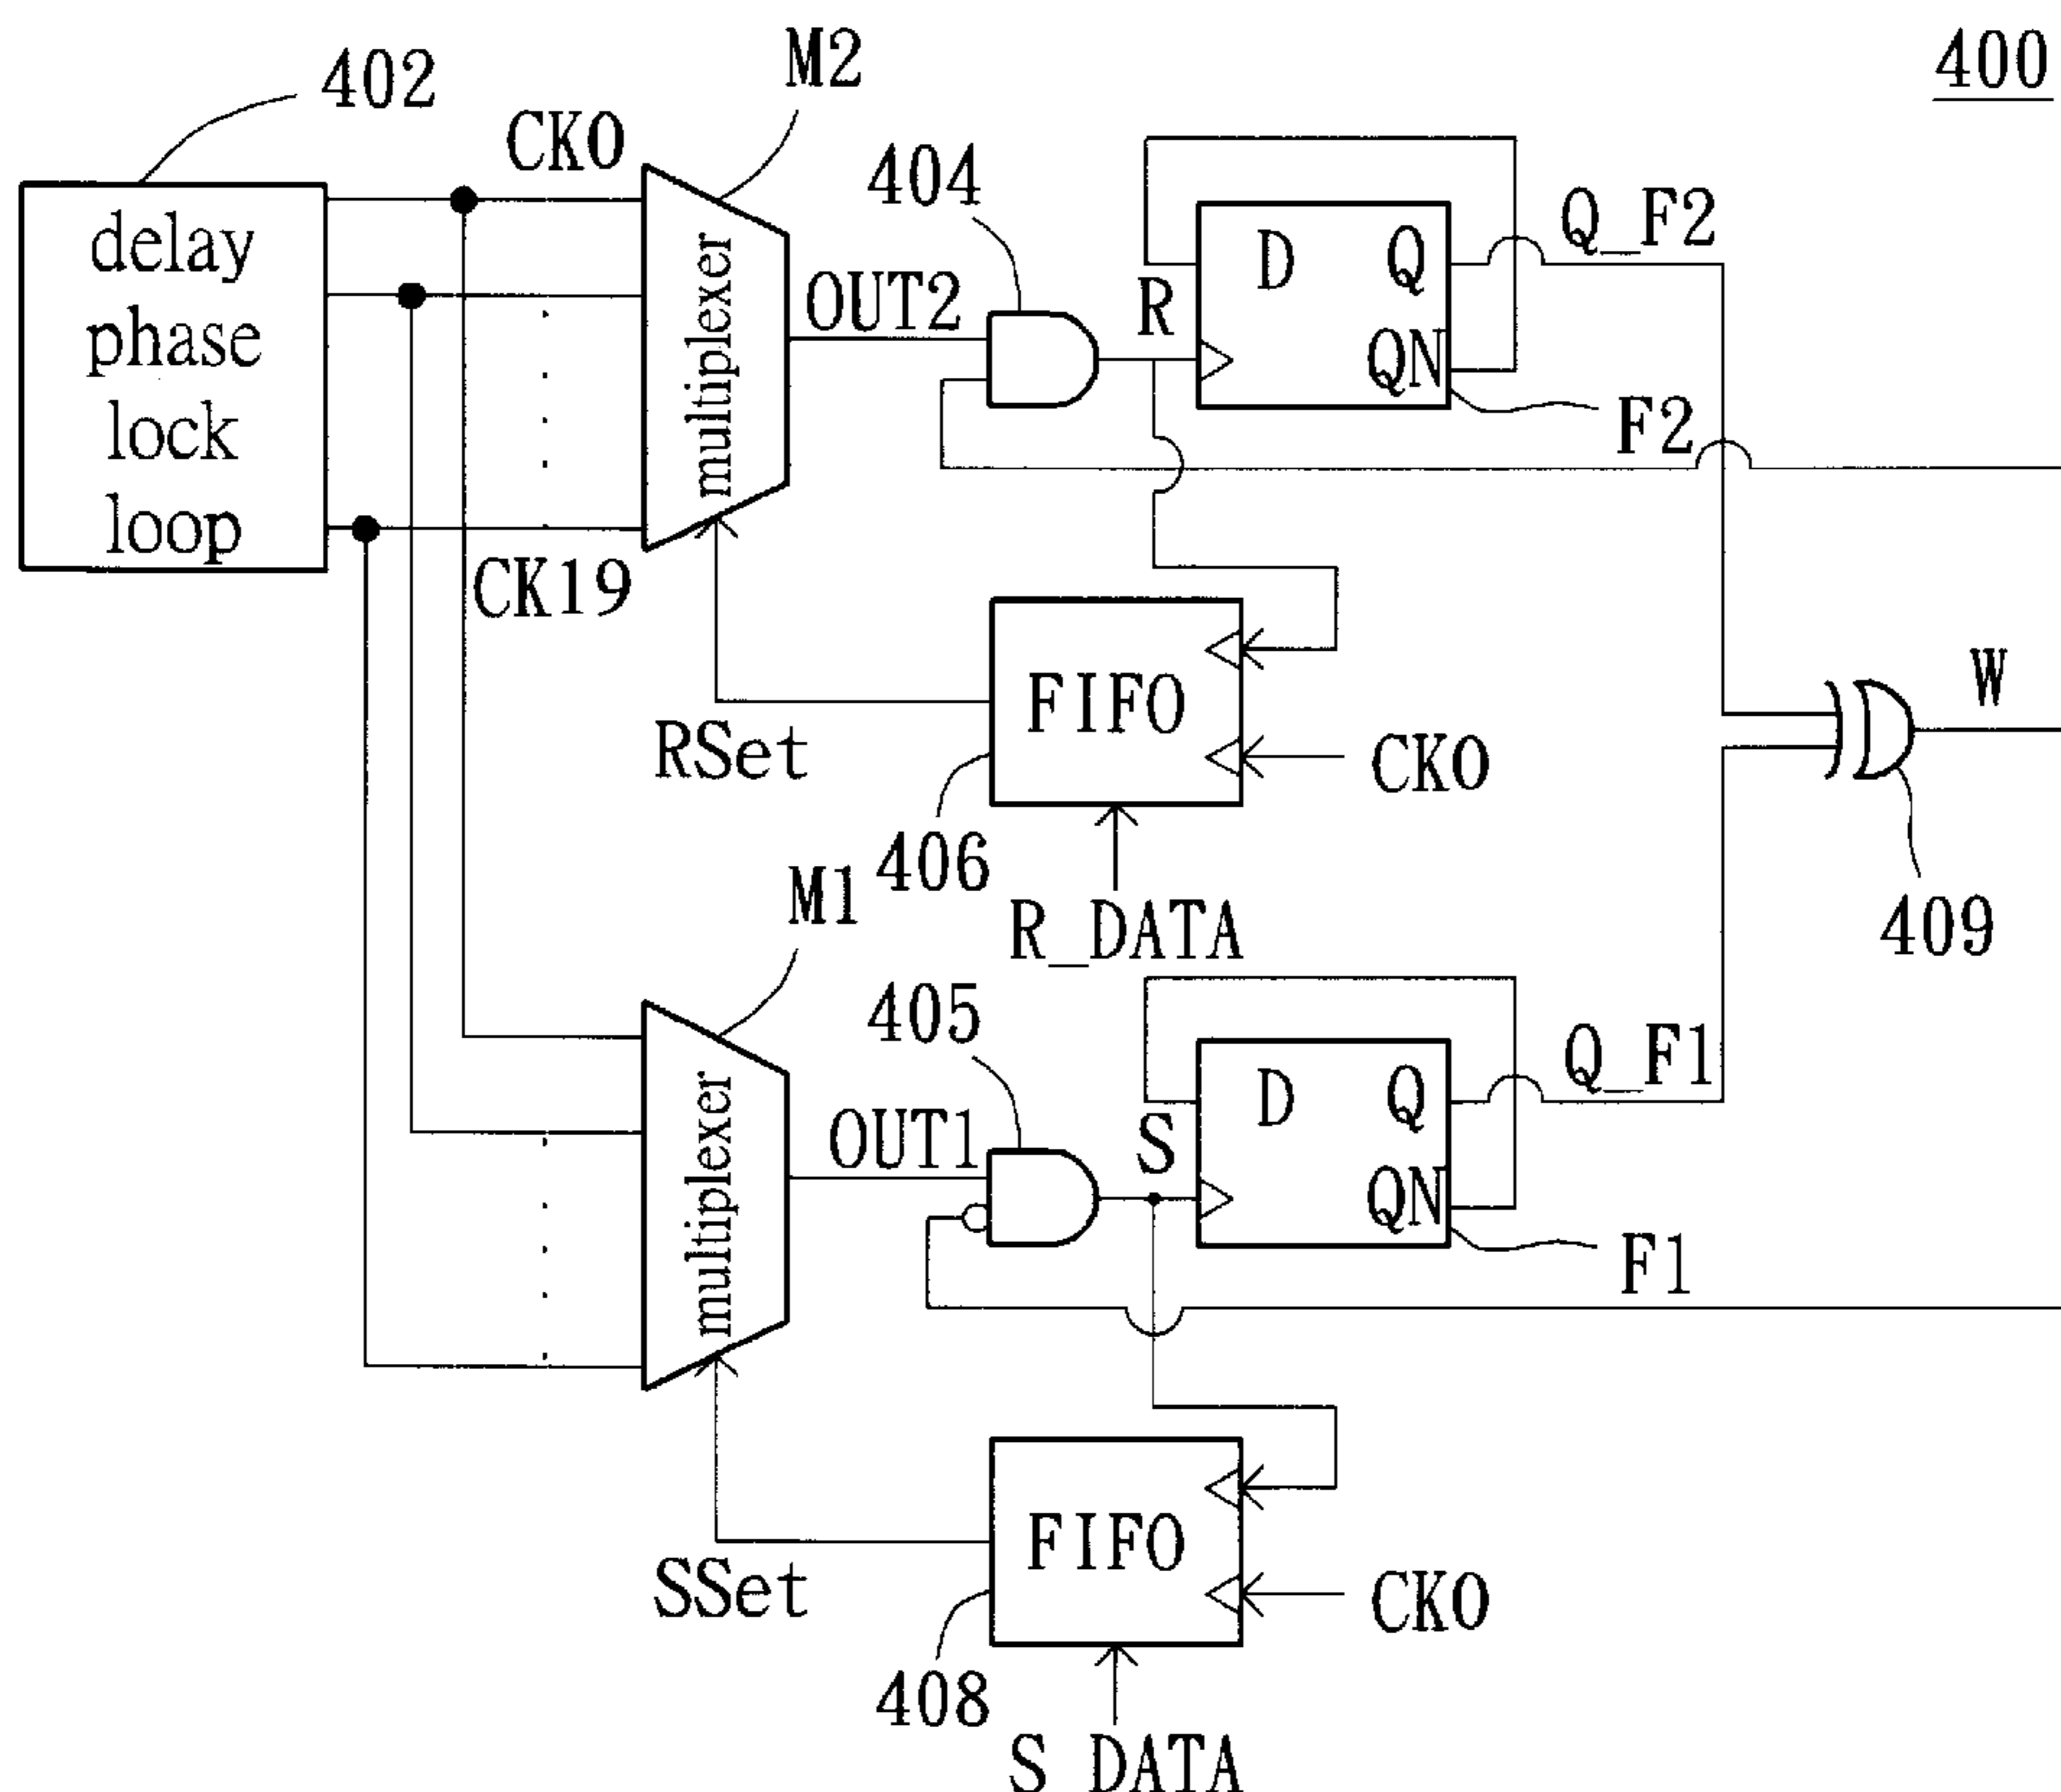 400
402
M2
CK0
404
delay
phase
lock
loop
multiplexer
OUT2
R
D
Q
QN
Q_F2
F2
CK19
RSet
FIFO
CK0
406
R_DATA
W
409
M1
405
multiplexer
OUT1
S
D
Q
QN
Q_F1
F1
SSet
FIFO
CK0
408
S_DATA